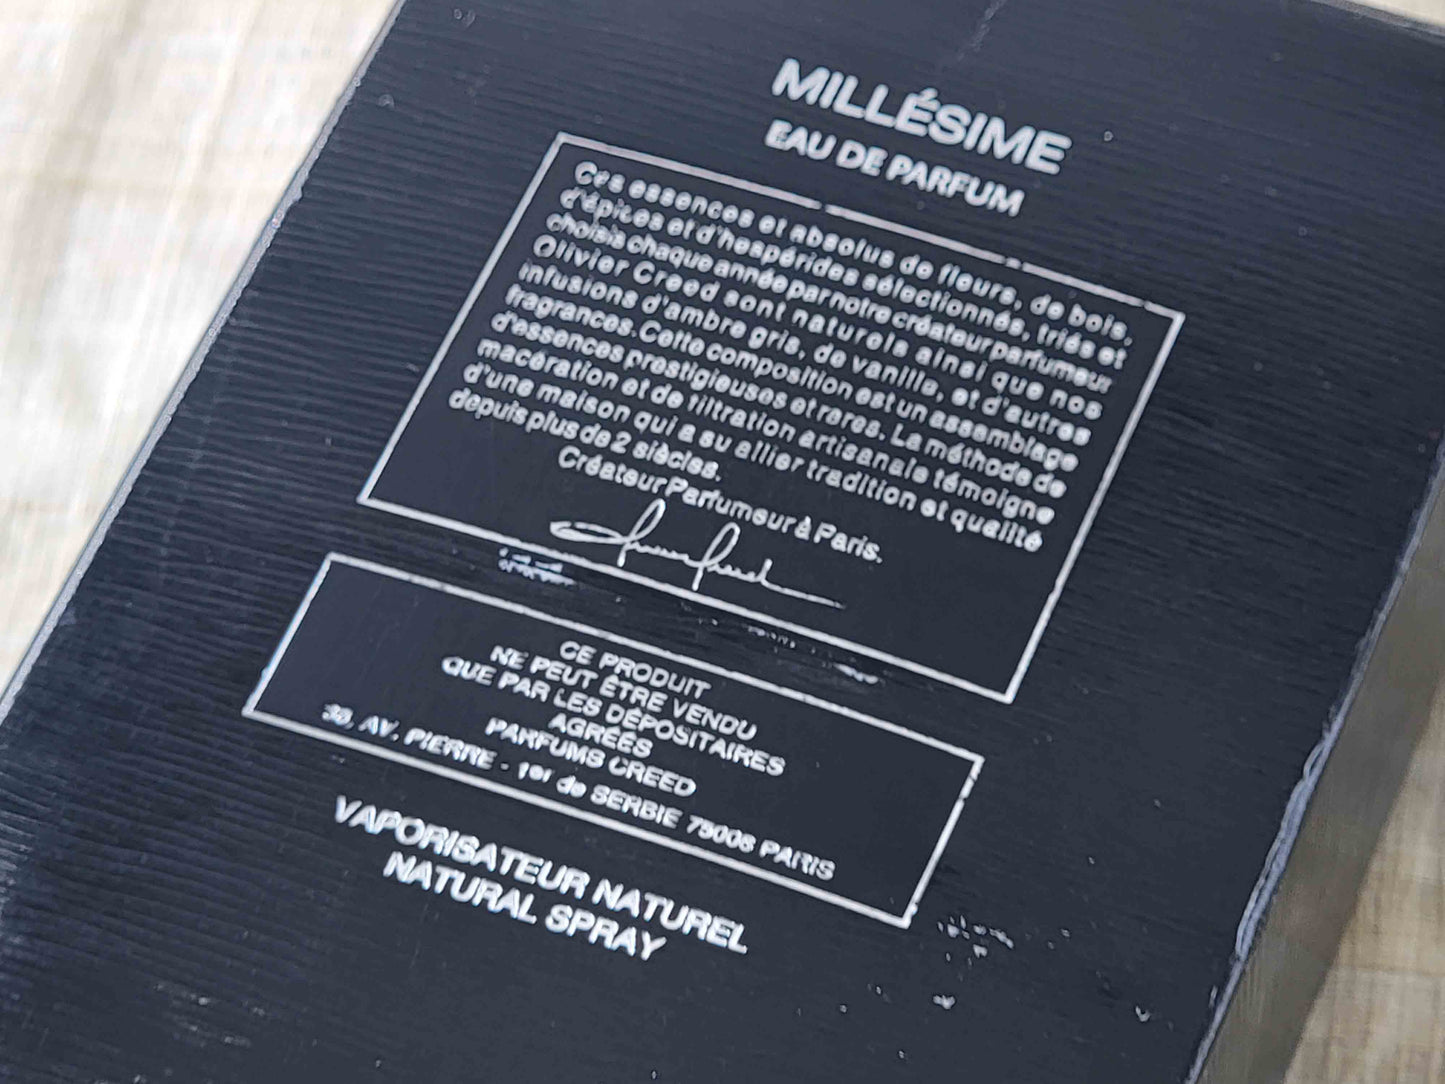 MILLÉSIME
EAU DE PARFUM
Ces essences et absolus de fleurs, de bois,
d'épices et d'hespérides sélectionnés, triés et
choisis chaque année par notre créateur parfumeur
Olivier Creed sont naturels ainsi que nos
infusions d'ambre gris, de vanille, et d'autres
fragrances. Cette composition est un assemblage
d'essences prestigieuses et rares. La méthode de
macération et de filtration artisanale témoigne
d'une maison qui a su allier tradition et qualité
depuis plus de 2 siècles.
Créateur Parfumeur à Paris.
CE PRODUIT
NE PEUT ÊTRE VENDU
QUE PAR LES DÉPOSITAIRES
AGRÉÉS
PARFUMS CREED
38, AV. PIERRE - 1er de SERBIE 75008 PARIS
VAPORISATEUR NATUREL
NATURAL SPRAY